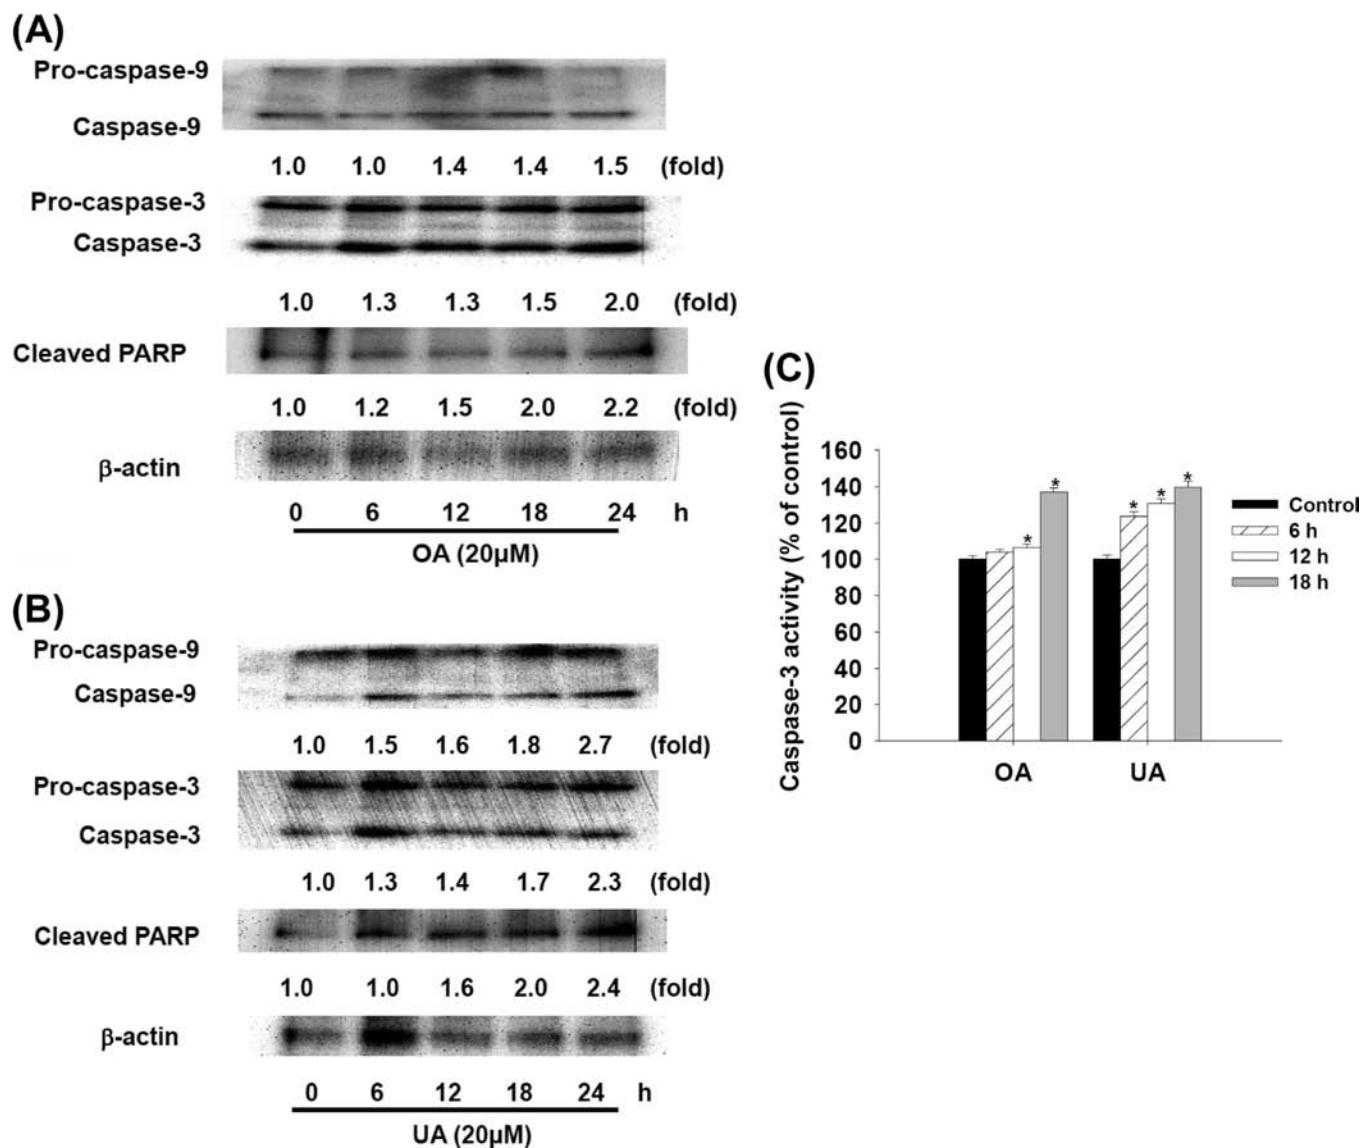 (A)
Pro-caspase-9
Caspase-9
1.0 1.0 1.4 1.4 1.5 (fold)
Pro-caspase-3
Caspase-3
1.0 1.3 1.3 1.5 2.0 (fold)
Cleaved PARP
1.0 1.2 1.5 2.0 2.2 (fold)
β-actin
0 6 12 18 24 h
OA (20μM)
(B)
Pro-caspase-9
Caspase-9
1.0 1.5 1.6 1.8 2.7 (fold)
Pro-caspase-3
Caspase-3
1.0 1.3 1.4 1.7 2.3 (fold)
Cleaved PARP
1.0 1.0 1.6 2.0 2.4 (fold)
β-actin
0 6 12 18 24 h
UA (20μM)
(C)
Caspase-3 activity (% of control)
160
140
120
100
80
60
40
20
0
* * * * *
OA UA
Control
6 h
12 h
18 h